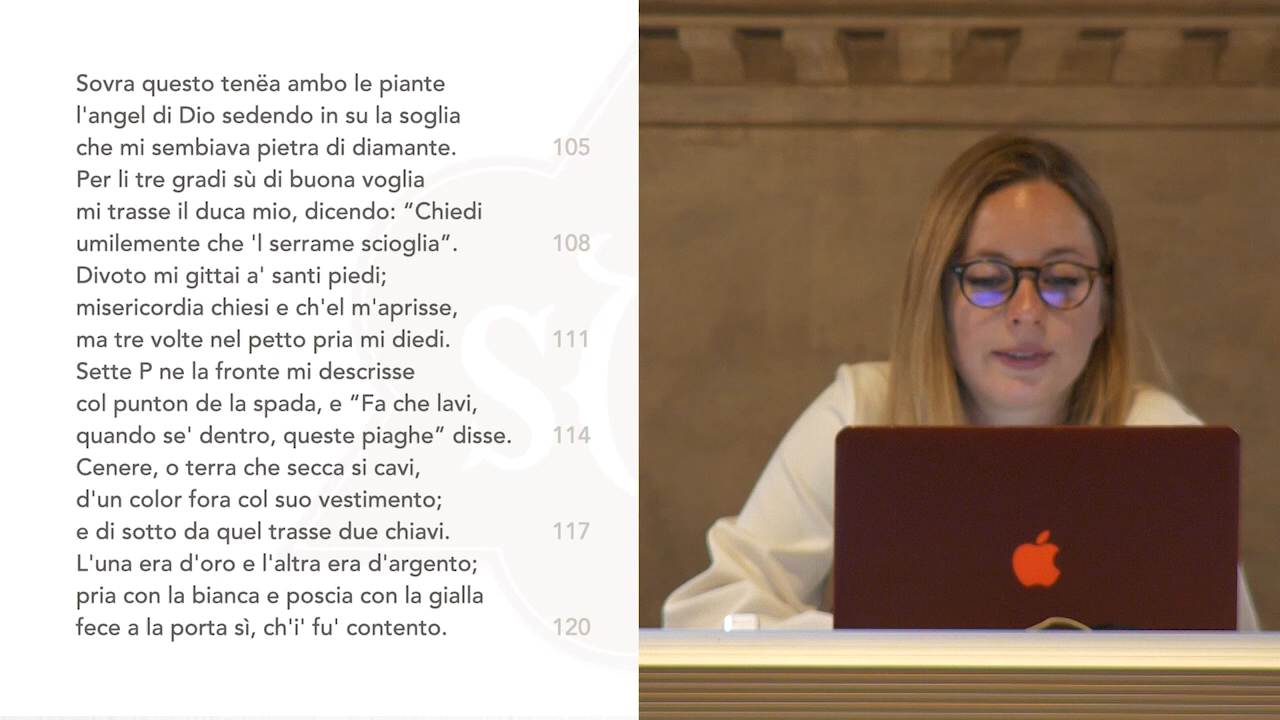 Sovra questo tenëa ambo le piante
l'angel di Dio sedendo in su la soglia
che mi sembiava pietra di diamante. 105
Per li tre gradi sù di buona voglia
mi trasse il duca mio, dicendo: “Chiedi
umilemente che 'l serrame scioglia”. 108
Divoto mi gittai a' santi piedi;
misericordia chiesi e ch'el m'aprisse,
ma tre volte nel petto pria mi diedi. 111
Sette P ne la fronte mi descrisse
col punton de la spada, e “Fa che lavi,
quando se' dentro, queste piaghe” disse. 114
Cenere, o terra che secca si cavi,
d'un color fora col suo vestimento;
e di sotto da quel trasse due chiavi. 117
L'una era d'oro e l'altra era d'argento;
pria con la bianca e poscia con la gialla
fece a la porta sì, ch'i' fu' contento. 120